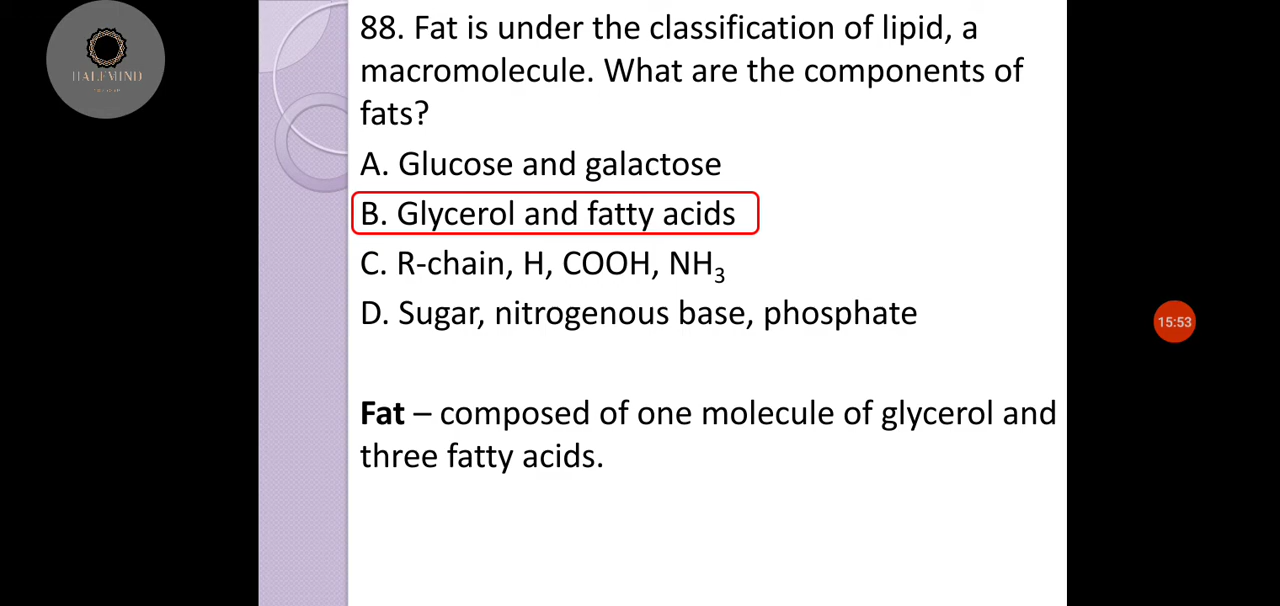 HALFMIND
88. Fat is under the classification of lipid, a
macromolecule. What are the components of
fats?
A. Glucose and galactose
B. Glycerol and fatty acids
C. R-chain, H, COOH, NH₃
D. Sugar, nitrogenous base, phosphate
15:53
Fat – composed of one molecule of glycerol and
three fatty acids.